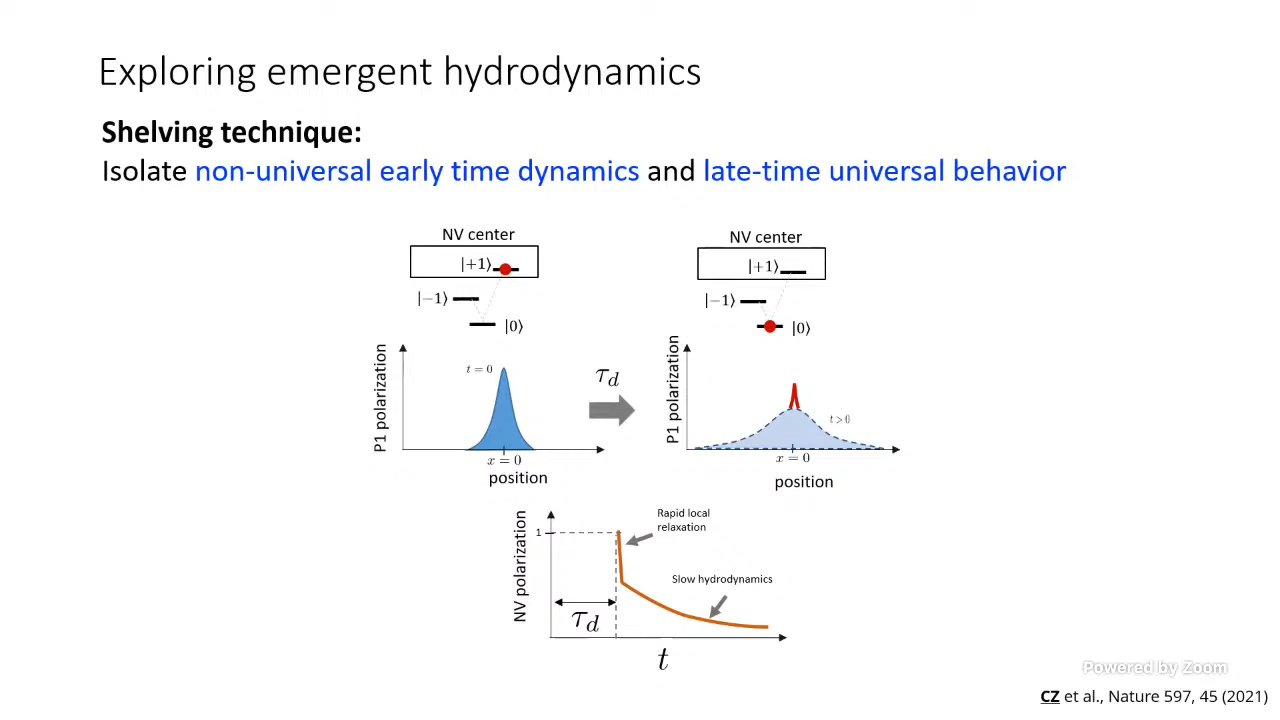 Exploring emergent hydrodynamics
Shelving technique:
Isolate non-universal early time dynamics and late-time universal behavior
NV center
|+1⟩
|−1⟩
|0⟩
P1 polarization
t = 0
x = 0
position
τd
NV center
|+1⟩
|−1⟩
|0⟩
P1 polarization
t > 0
x = 0
position
NV polarization
1
Rapid local
relaxation
Slow hydrodynamics
τd
t
Powered by Zoom
CZ et al., Nature 597, 45 (2021)